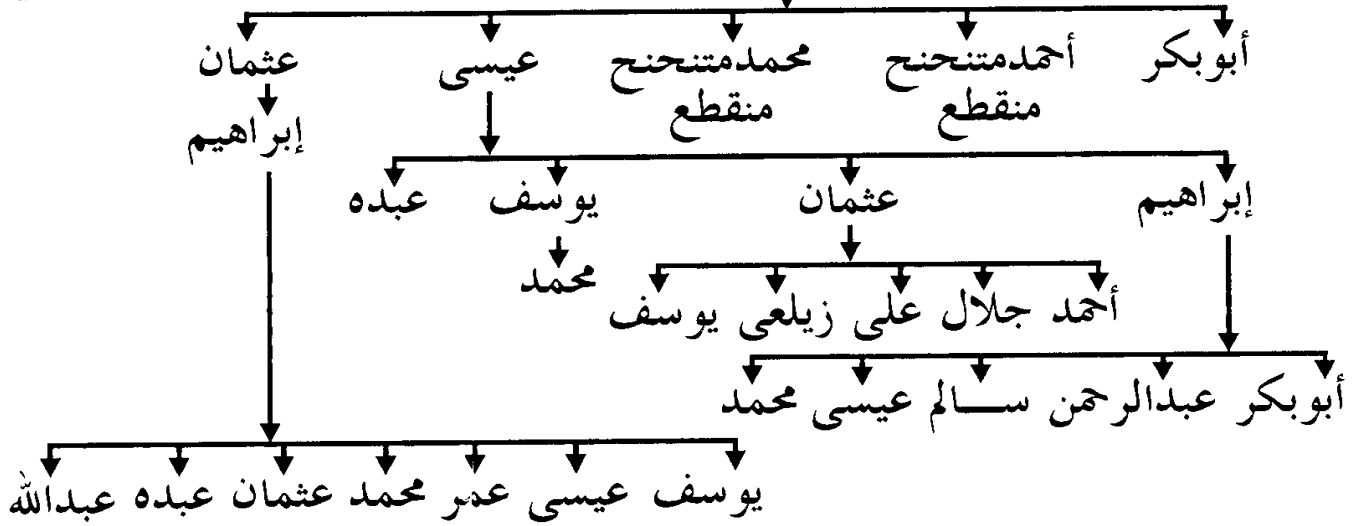 أبوبكر أحمدمتنحنح محمدمتنحنح عيسى عثمان
منقطع منقطع
إبراهيم
إبراهيم عثمان يوسف عبده
محمد
أحمد جلال على زيلعى يوسف
أبوبكر عبدالرحمن ســالم عيسى محمد
يوسف عيسى عمر محمد عثمان عبده عبدالله